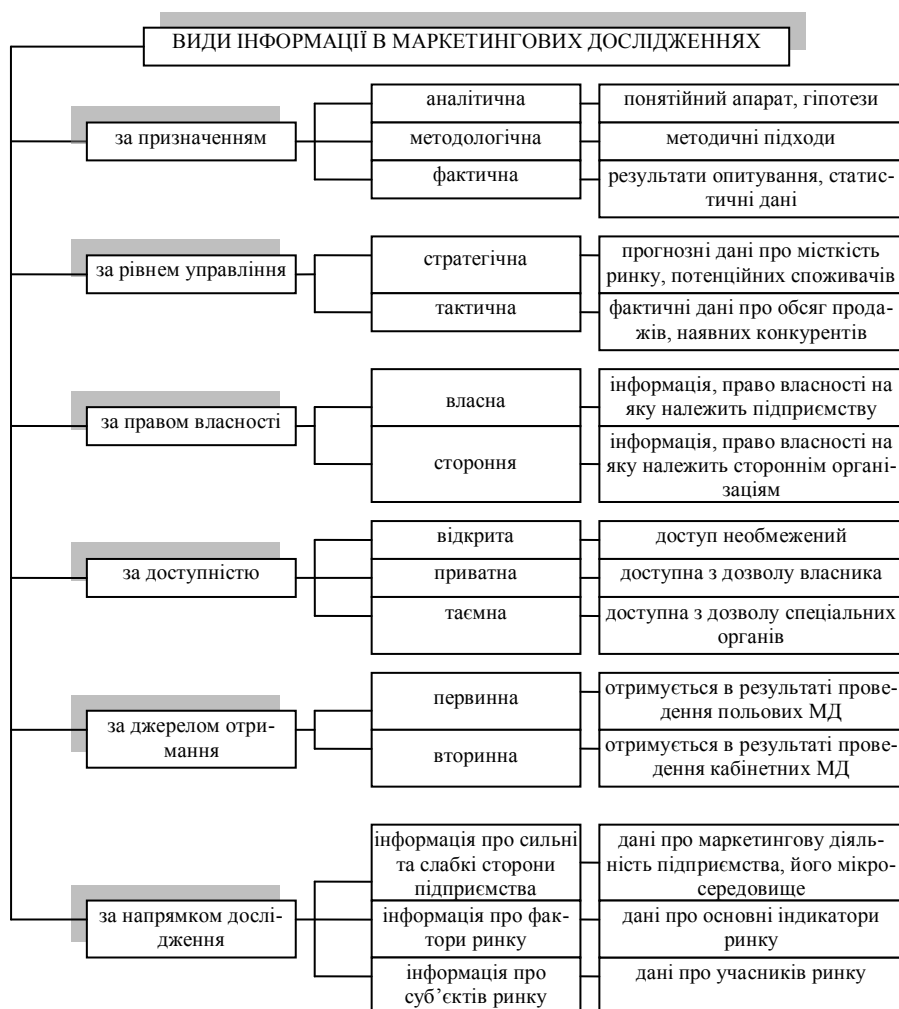 ВИДИ ІНФОРМАЦІЇ В МАРКЕТИНГОВИХ ДОСЛІДЖЕННЯХ
за призначенням
аналітична
понятійний апарат, гіпотези
методологічна
методичні підходи
фактична
результати опитування, статис-
тичні дані
за рівнем управління
стратегічна
прогнозні дані про місткість
ринку, потенційних споживачів
тактична
фактичні дані про обсяг прода-
жів, наявних конкурентів
за правом власності
власна
інформація, право власності на
яку належить підприємству
стороння
інформація, право власності на
яку належить стороннім органі-
заціям
за доступністю
відкрита
доступ необмежений
приватна
доступна з дозволу власника
таємна
доступна з дозволу спеціальних
органів
за джерелом отри-
мання
первинна
отримується в результаті прове-
дення польових МД
вторинна
отримується в результаті прове-
дення кабінетних МД
за напрямком дослі-
дження
інформація про сильні
та слабкі сторони
підприємства
дані про маркетингову діяль-
ність підприємства, його мікро-
середовище
інформація про фак-
тори ринку
дані про основні індикатори
ринку
інформація про
суб’єктів ринку
дані про учасників ринку